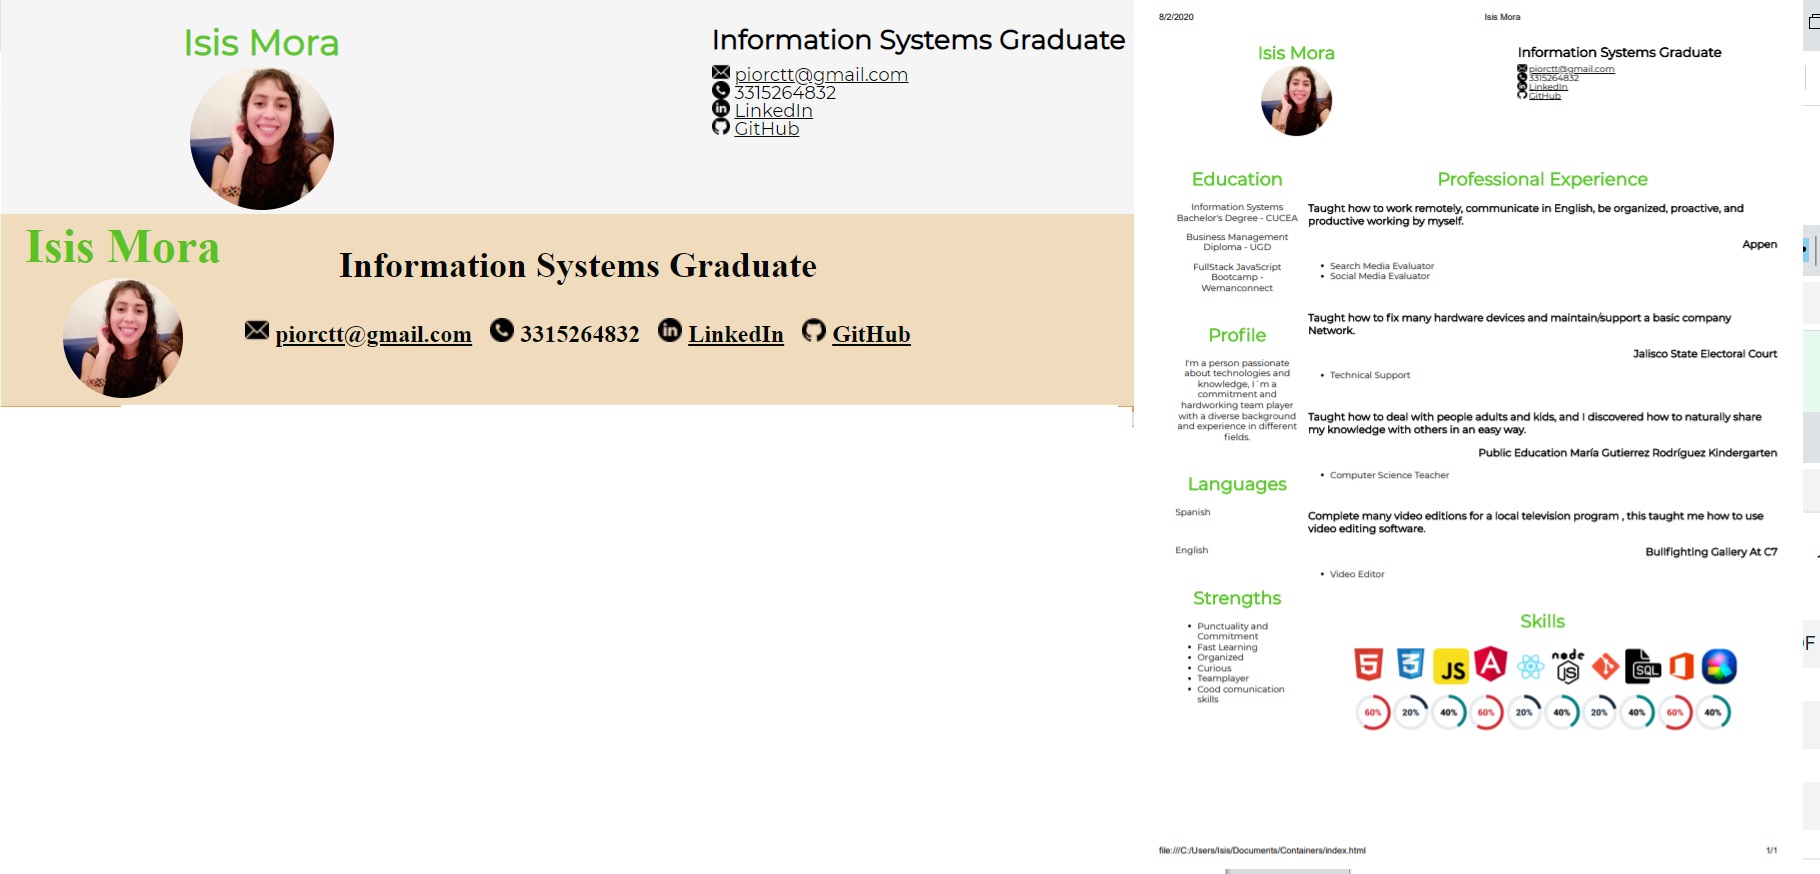 Isis Mora
Information Systems Graduate
piorctt@gmail.com
3315264832
LinkedIn
GitHub
Isis Mora
Information Systems Graduate
piorctt@gmail.com 3315264832 LinkedIn GitHub
8/2/2020 Isis Mora
Isis Mora
Information Systems Graduate
piorctt@gmail.com
3315264832
LinkedIn
GitHub
Education
Information Systems
Bachelor's Degree - CUCEA
Business Management
Diploma - UGD
FullStack JavaScript
Bootcamp -
Wemanconnect
Profile
I'm a person passionate
about technologies and
knowledge, I´m a
commitment and
hardworking team player
with a diverse background
and experience in different
fields.
Languages
Spanish
English
Strengths
• Punctuality and
Commitment
• Fast Learning
• Organized
• Curious
• Teamplayer
• Cood comunication
skills
Professional Experience
Taught how to work remotely, communicate in English, be organized, proactive, and
productive working by myself.
Appen
• Search Media Evaluator
• Social Media Evaluator
Taught how to fix many hardware devices and maintain/support a basic company
Network.
Jalisco State Electoral Court
• Technical Support
Taught how to deal with people adults and kids, and I discovered how to naturally share
my knowledge with others in an easy way.
Public Education María Gutierrez Rodríguez Kindergarten
• Computer Science Teacher
Complete many video editions for a local television program , this taught me how to use
video editing software.
Bullfighting Gallery At C7
• Video Editor
Skills
5 3 JS A node JS SQL
60% 20% 40% 60% 20% 40% 20% 40% 60% 40%
file:///C:/Users/Isis/Documents/Containers/index.html 1/1